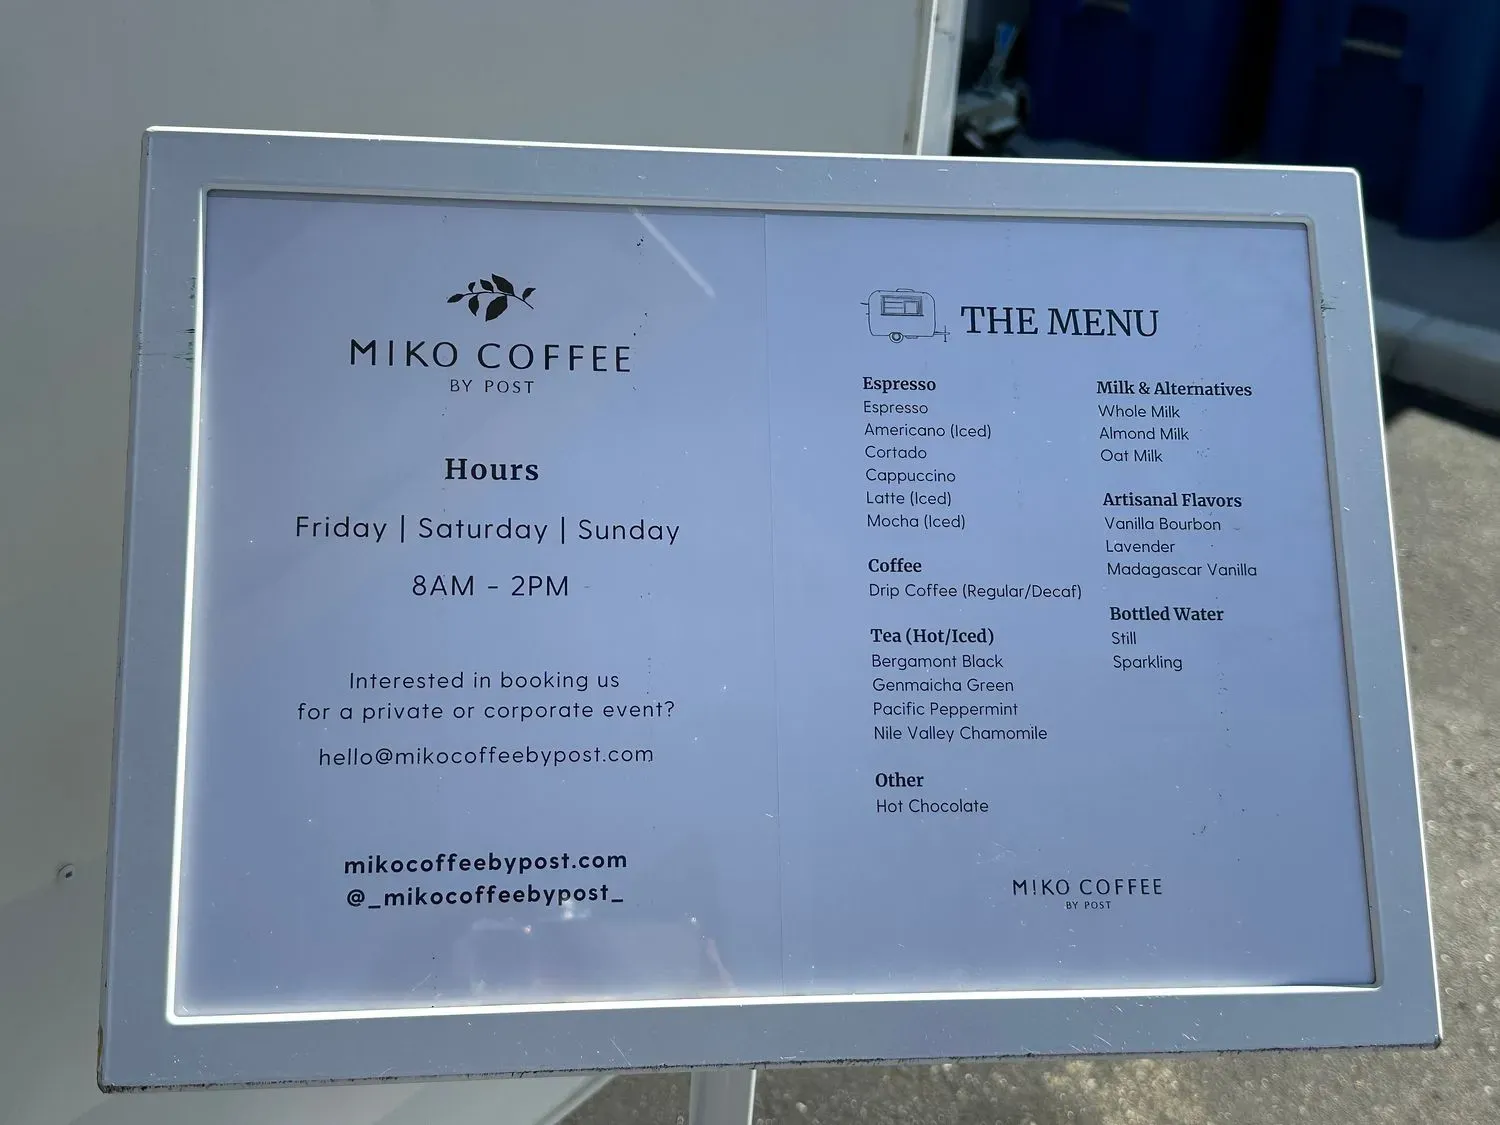 MIKO COFFEE
BY POST
Hours
Friday | Saturday | Sunday
8AM - 2PM
Interested in booking us
for a private or corporate event?
hello@mikocoffeebypost.com
mikocoffeebypost.com
@_mikocoffeebypost_
THE MENU
Espresso
Espresso
Americano (Iced)
Cortado
Cappuccino
Latte (Iced)
Mocha (Iced)
Coffee
Drip Coffee (Regular/Decaf)
Tea (Hot/Iced)
Bergamont Black
Genmaicha Green
Pacific Peppermint
Nile Valley Chamomile
Other
Hot Chocolate
Milk & Alternatives
Whole Milk
Almond Milk
Oat Milk
Artisanal Flavors
Vanilla Bourbon
Lavender
Madagascar Vanilla
Bottled Water
Still
Sparkling
MIKO COFFEE
BY POST